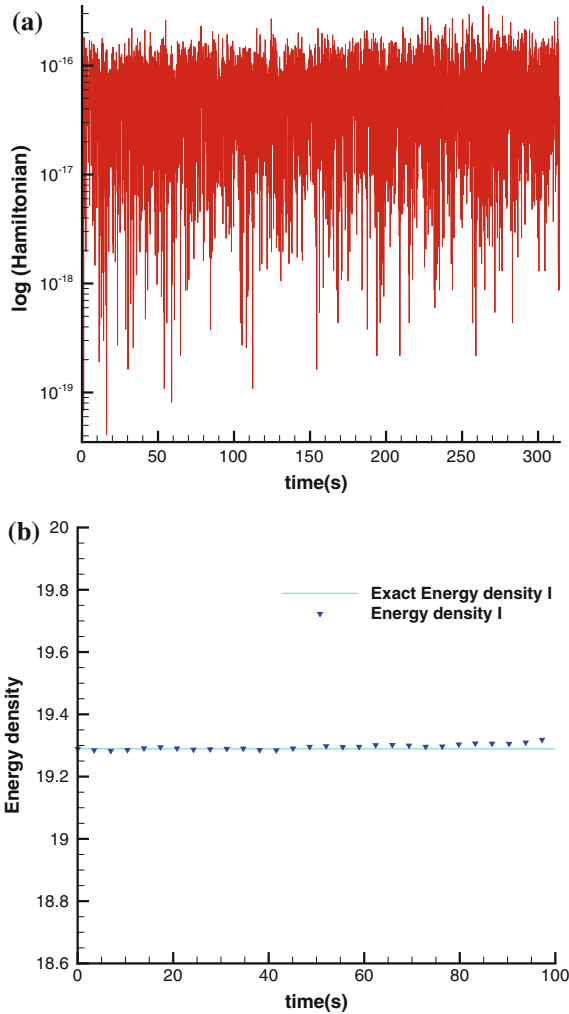 (a)
10^-16
10^-17
10^-18
10^-19
log (Hamiltonian)
0 50 100 150 200 250 300
time(s)
(b)
20
19.8
19.6
19.4
19.2
19
18.8
18.6
Energy density
Exact Energy density I
Energy density I
0 20 40 60 80 100
time(s)